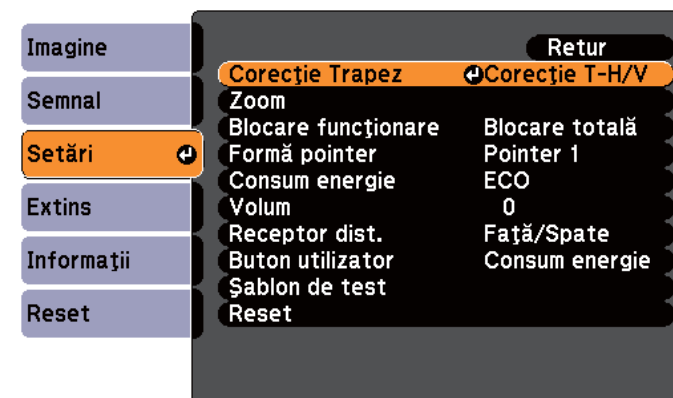 Imagine
Semnal
Setări
Extins
Informaţii
Reset
Retur
Corecţie Trapez Corecţie T-H/V
Zoom
Blocare funcţionare Blocare totală
Formă pointer Pointer 1
Consum energie ECO
Volum 0
Receptor dist. Faţă/Spate
Buton utilizator Consum energie
Şablon de test
Reset